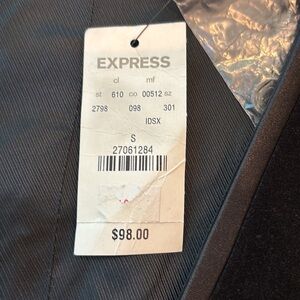 EXPRESS
cl mf
st 610 co 00512 sz
2798 098 301
IDSX
S
27061284
$98.00